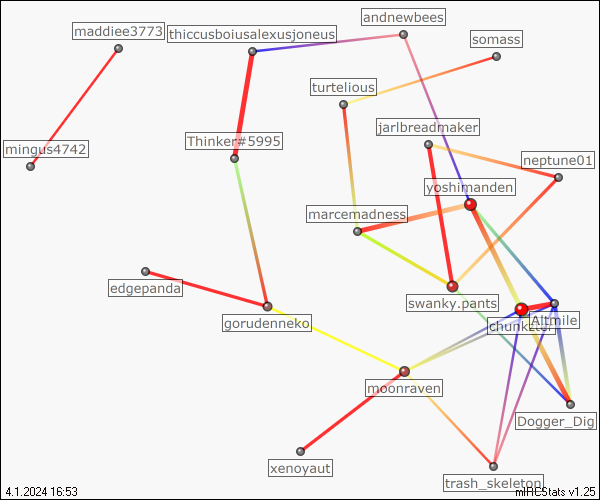 andnewbees
maddiee3773
thiccusboiusalexusjoneus
somass
turtelious
jarlbreadmaker
Thinker#5995
mingus4742
neptune01
yoshimanden
marcemadness
edgepanda
swanky.pants
gorudenneko
Altmile
moonraven
Dogger_Dig
xenoyaut
trash_skeleton
4.1.2024 16:53
mIRCStats v1.25